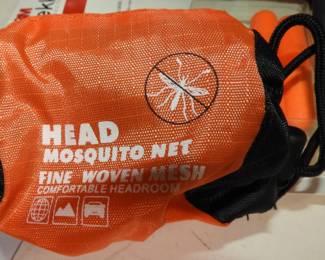 HEAD
MOSQUITO NET
FINE WOVEN MESH
COMFORTABLE HEADROOM